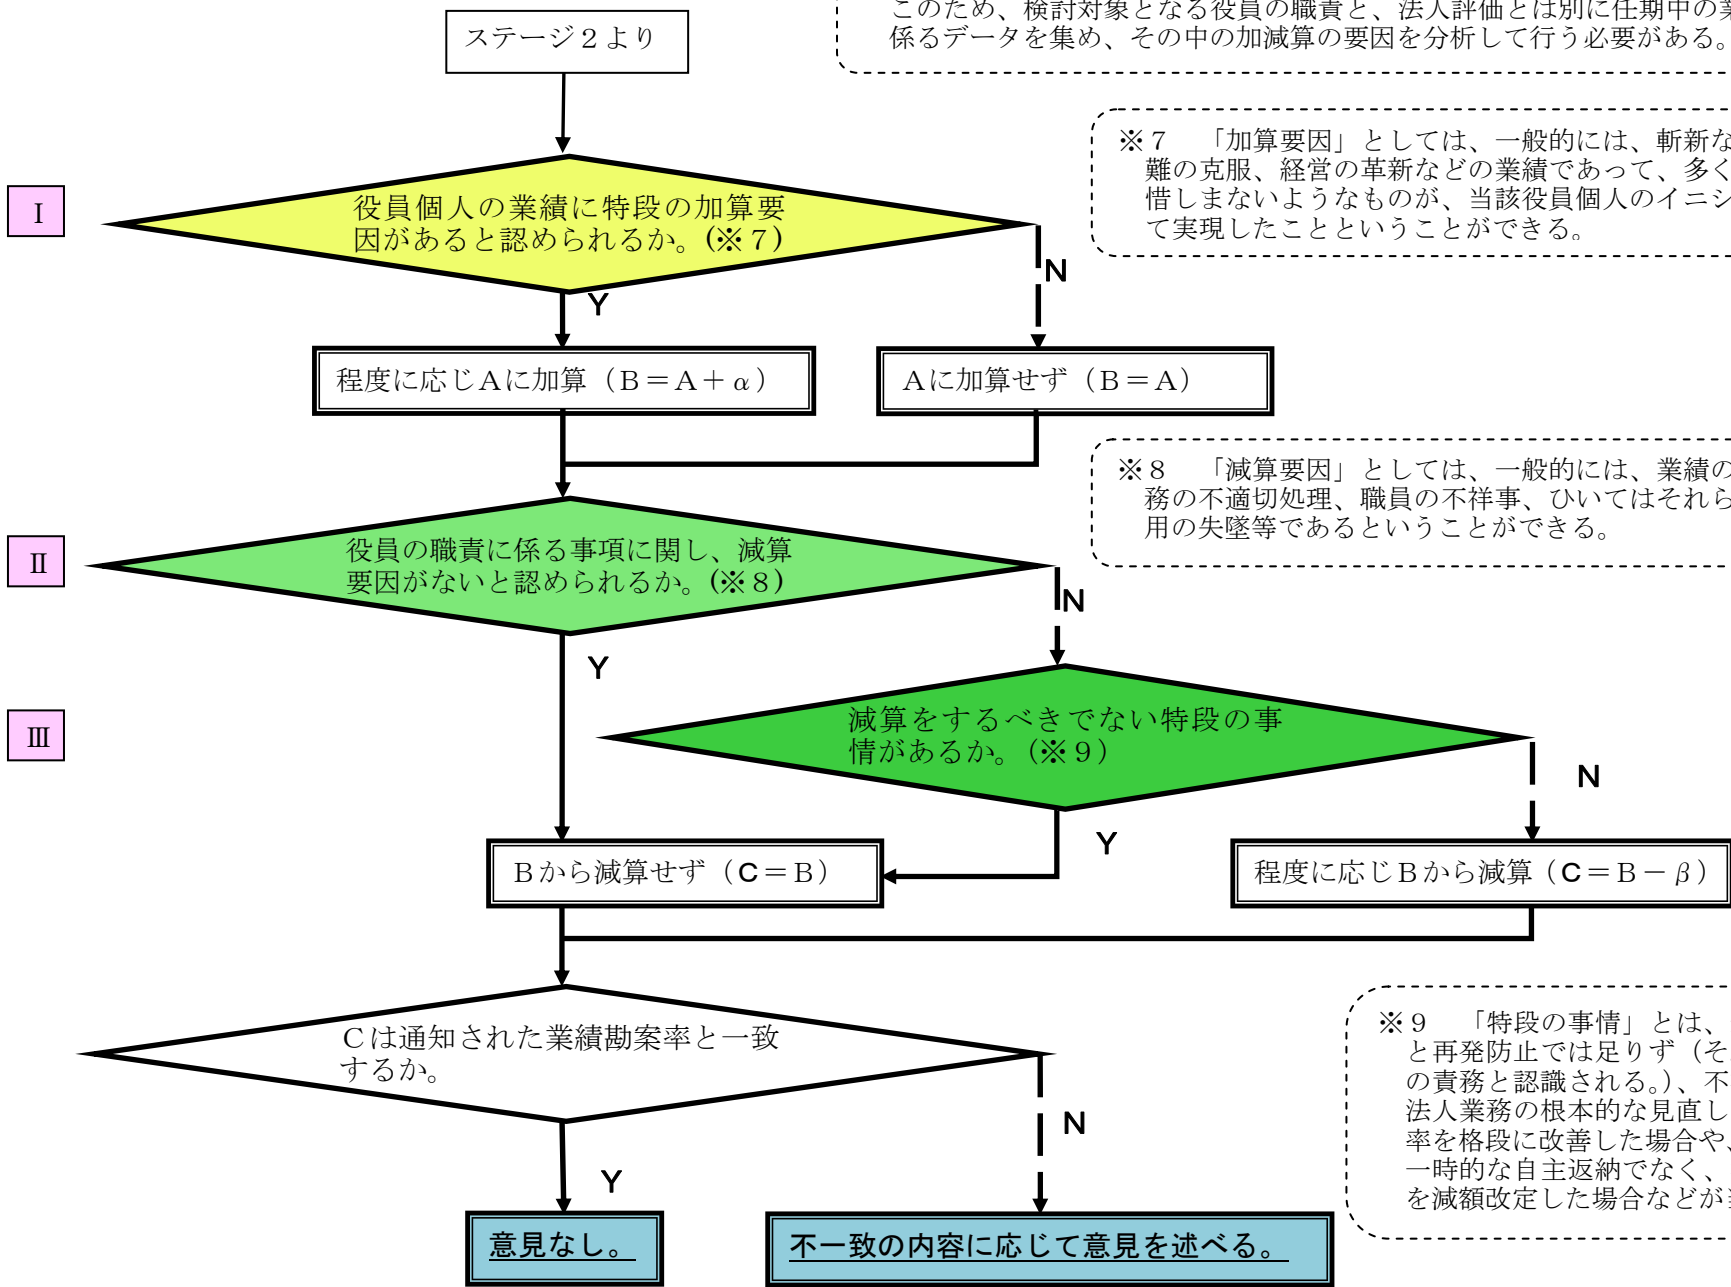 このため、検討対象となる役員の職責と、法人評価とは別に任期中の業
係るデータを集め、その中の加減算の要因を分析して行う必要がある。
ステージ２より
※７　「加算要因」としては、一般的には、斬新な
難の克服、経営の革新などの業績であって、多く
惜しまないようなものが、当該役員個人のイニシ
て実現したことということができる。
Ⅰ
役員個人の業績に特段の加算要
因があると認められるか。(※７)
N
Y
程度に応じＡに加算（Ｂ＝Ａ＋α）
Ａに加算せず（Ｂ＝Ａ）
※８　「減算要因」としては、一般的には、業績の
務の不適切処理、職員の不祥事、ひいてはそれら
用の失墜等であるということができる。
Ⅱ
役員の職責に係る事項に関し、減算
要因がないと認められるか。(※８)
N
Y
Ⅲ
減算をするべきでない特段の事
情があるか。(※９)
N
Y
Ｂから減算せず（C＝Ｂ）
程度に応じＢから減算（C＝Ｂ－β）
Ｃは通知された業績勘案率と一致
するか。
※９　「特段の事情」とは、
と再発防止では足りず（そ
の責務と認識される。）、不
法人業務の根本的な見直し
率を格段に改善した場合や、
一時的な自主返納でなく、
を減額改定した場合などが
N
Y
意見なし。
不一致の内容に応じて意見を述べる。